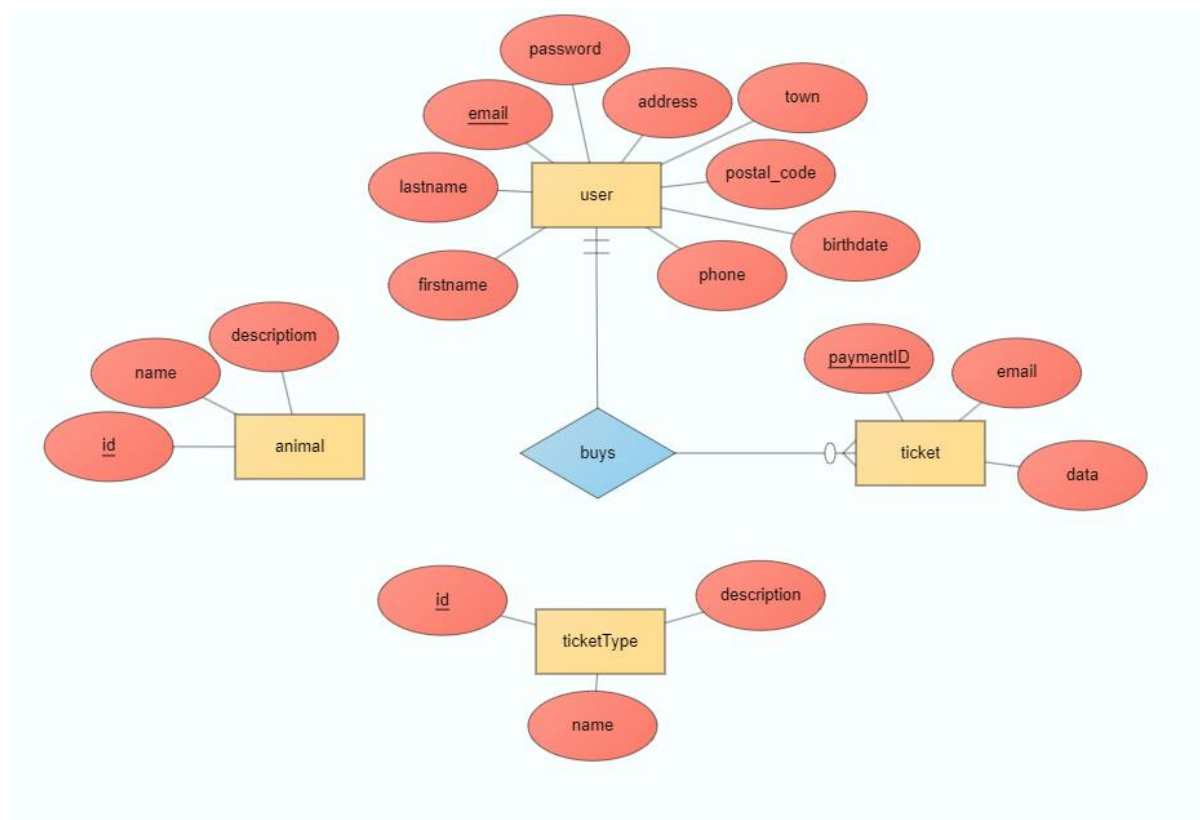 password
address
town
email
postal_code
lastname
user
birthdate
phone
firstname
descriptiom
paymentID
name
email
id
animal
buys
ticket
data
id
description
ticketType
name